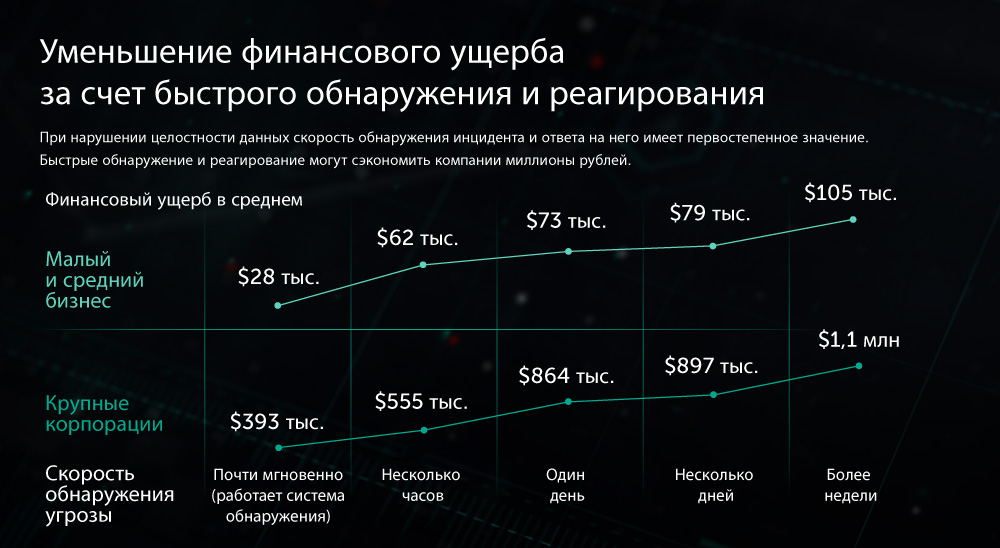 Уменьшение финансового ущерба
за счет быстрого обнаружения и реагирования
При нарушении целостности данных скорость обнаружения инцидента и ответа на него имеет первостепенное значение.
Быстрые обнаружение и реагирование могут сэкономить компании миллионы рублей.
Финансовый ущерб в среднем
Малый
и средний
бизнес
$28 тыс.
$62 тыс.
$73 тыс.
$79 тыс.
$105 тыс.
Крупные
корпорации
$393 тыс.
$555 тыс.
$864 тыс.
$897 тыс.
$1,1 млн
Скорость
обнаружения
угрозы
Почти мгновенно
(работает система
обнаружения)
Несколько
часов
Один
день
Несколько
дней
Более
недели